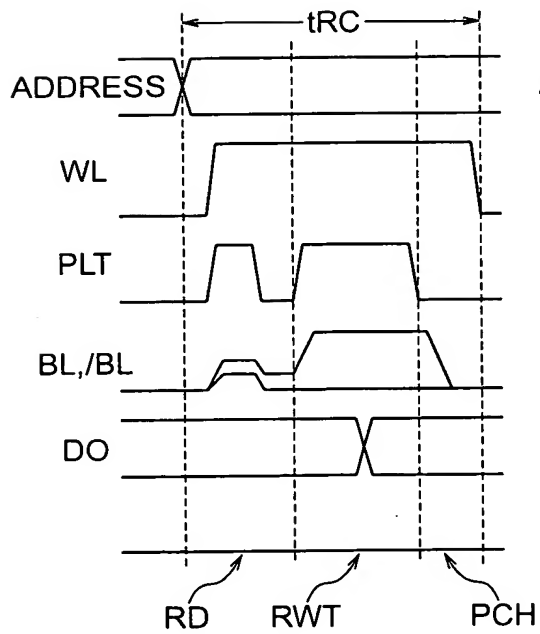 tRC
ADDRESS
WL
PLT
BL,/BL
DO
RD RWT PCH